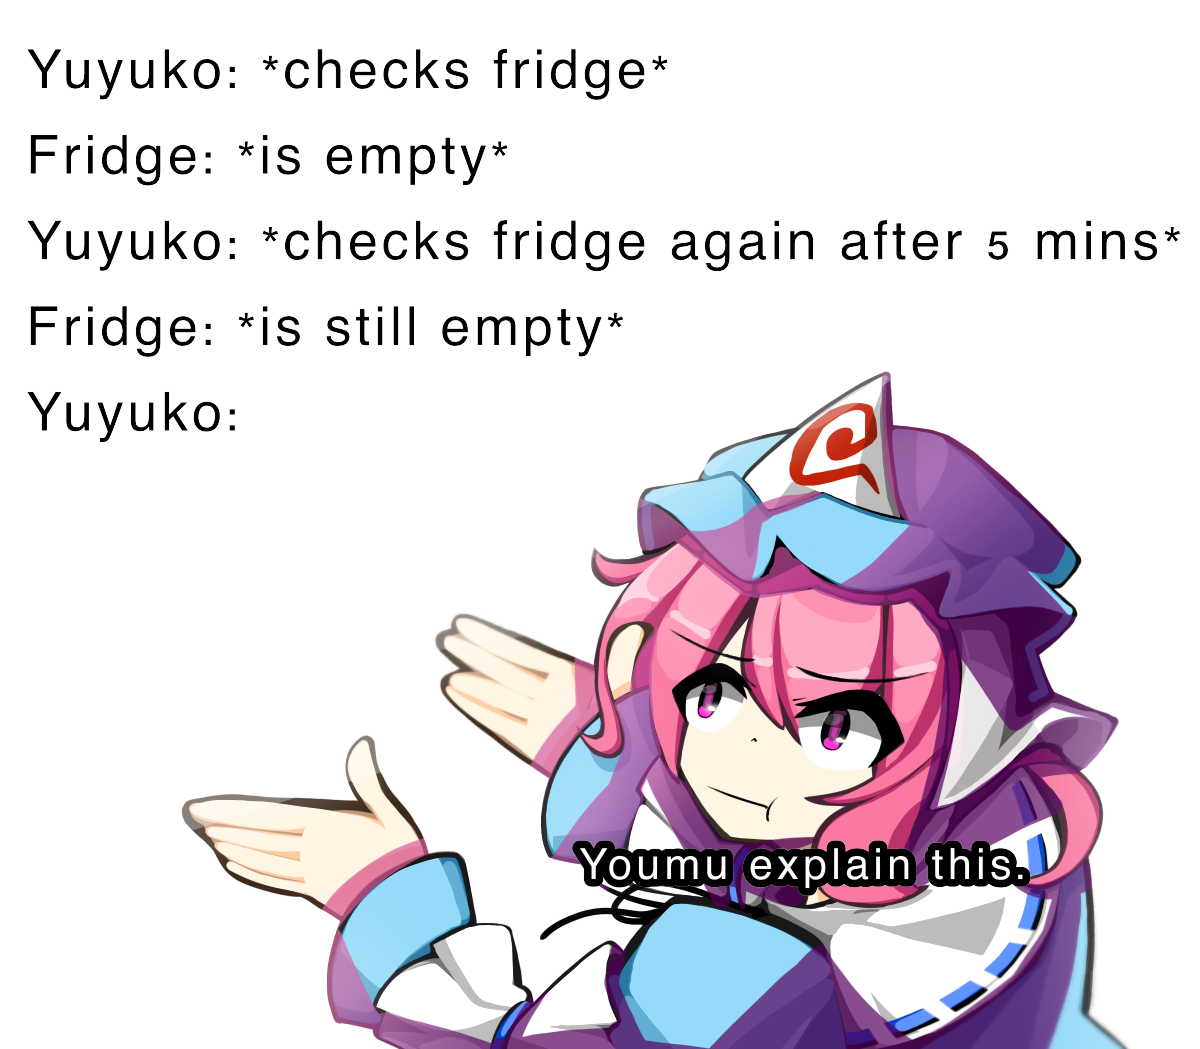 Yuyuko: *checks fridge*
Fridge: *is empty*
Yuyuko: *checks fridge again after 5 mins*
Fridge: *is still empty*
Yuyuko:
Youmu explain this.